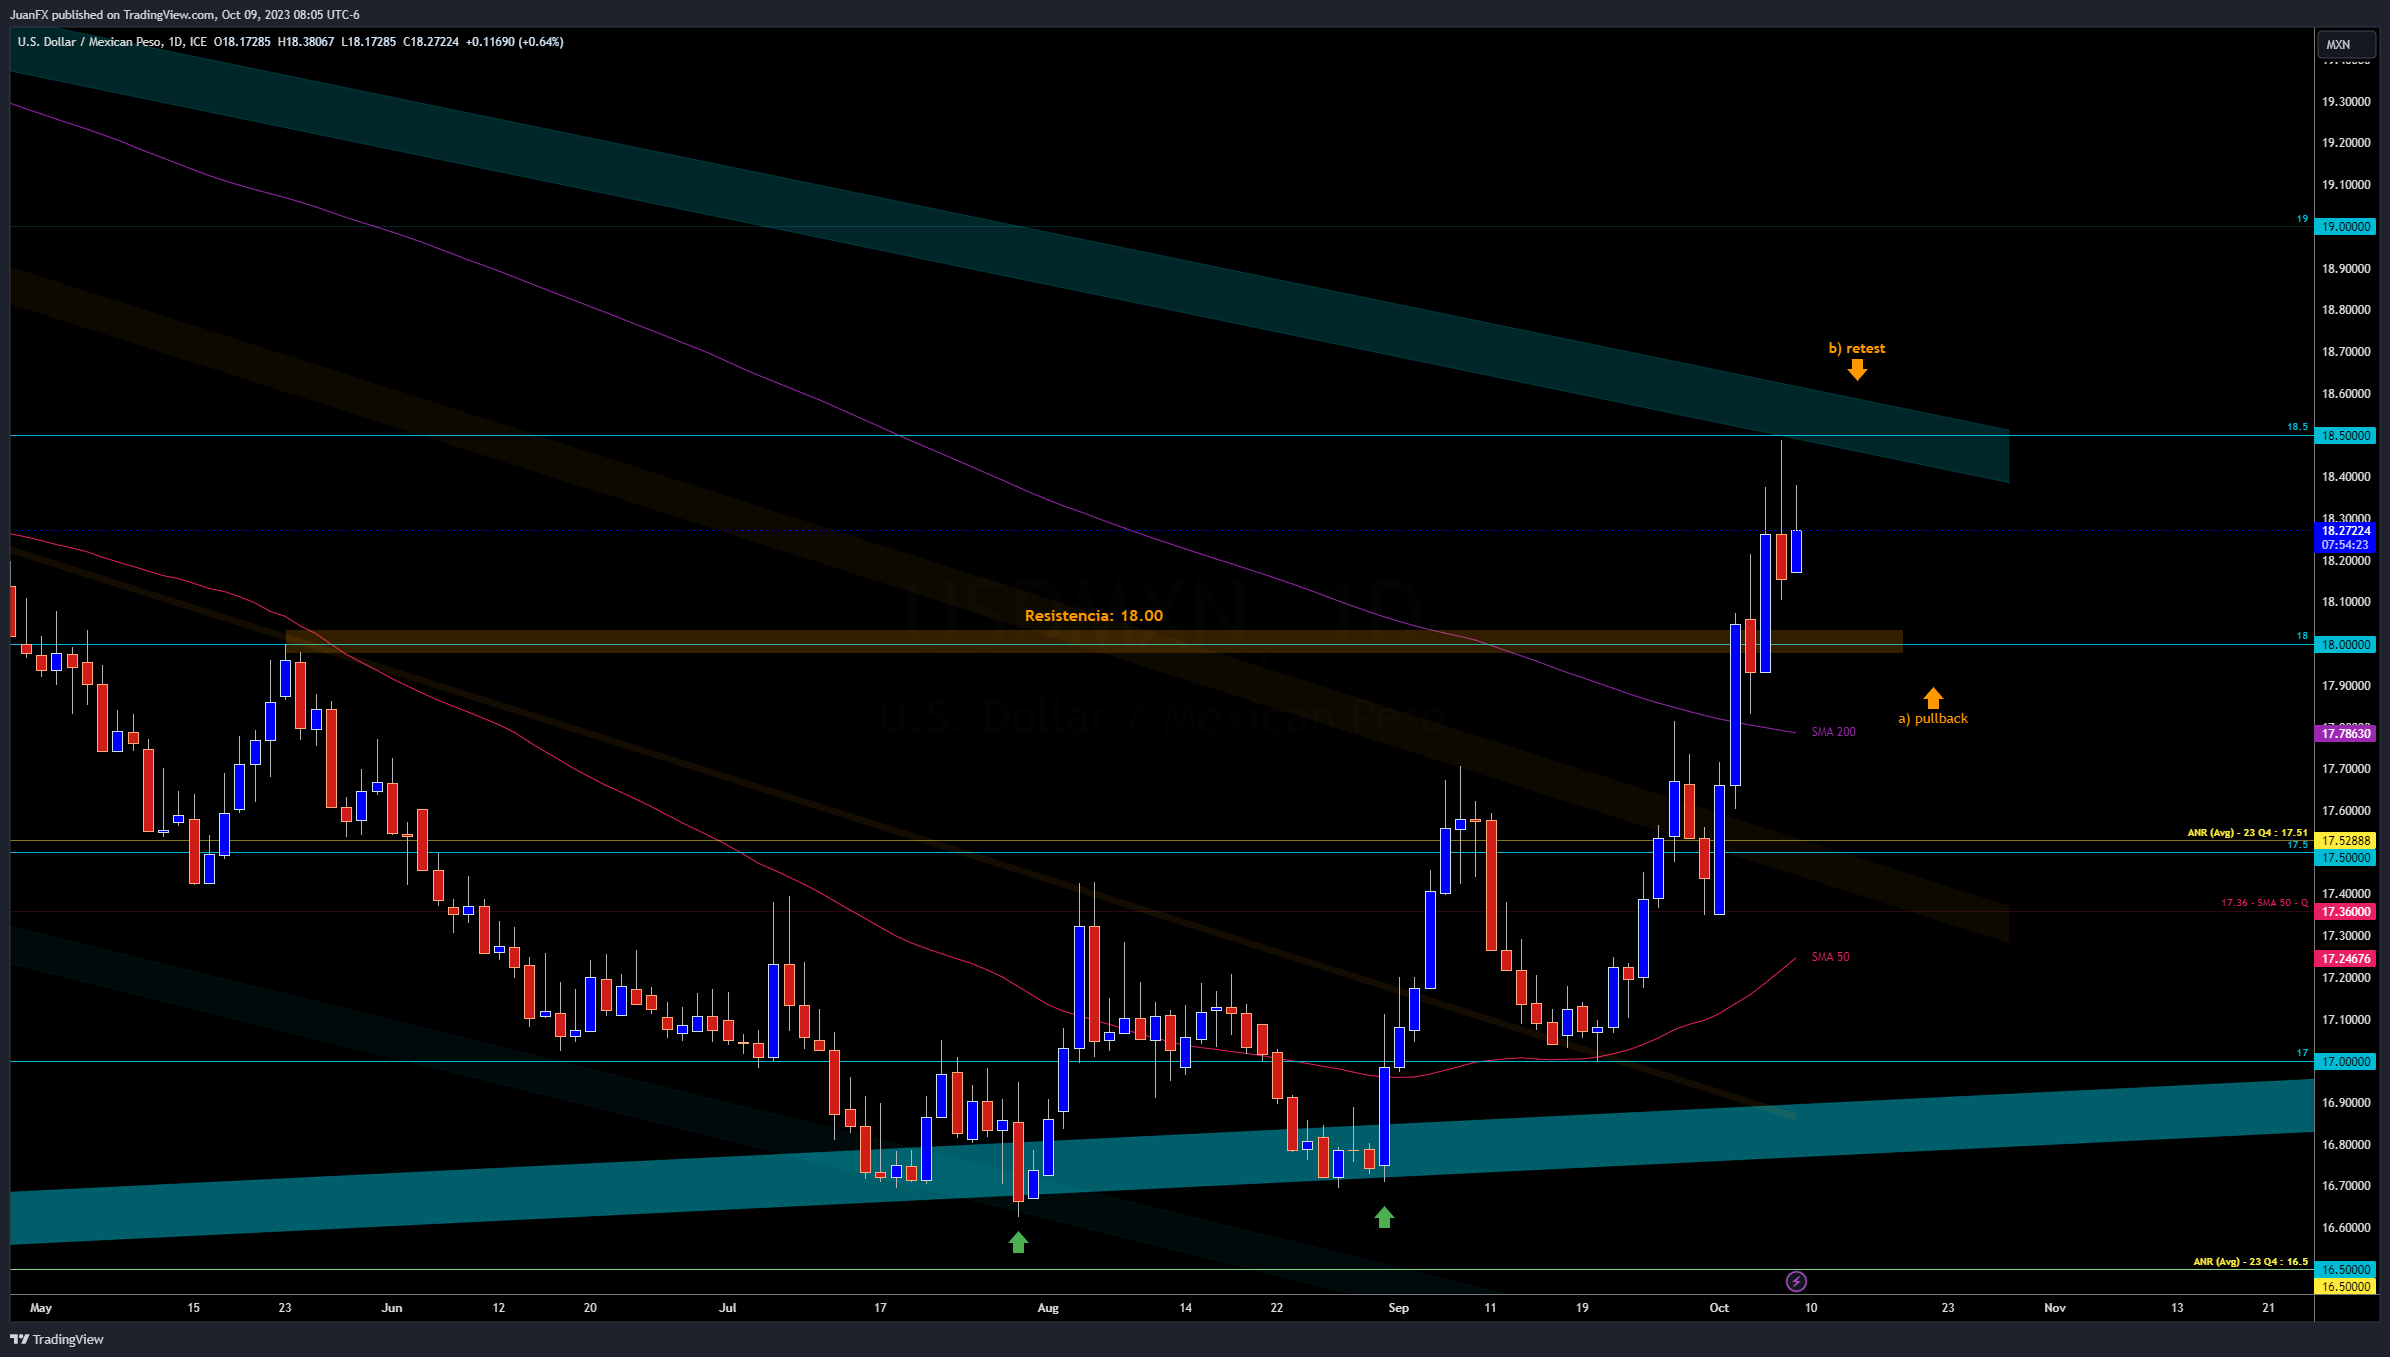 JuanFX published on TradingView.com, Oct 09, 2023 08:05 UTC-6
U.S. Dollar / Mexican Peso, 1D, ICE O18.17285 H18.38067 L18.17285 C18.27224 +0.11690 (+0.64%)
MXN
19.30000
19.20000
19.10000
19
19.00000
18.90000
18.80000
b) retest
18.70000
18.60000
18.5
18.50000
18.40000
18.30000
18.27224
07:54:23
18.20000
USDMXN, 1D
18.10000
Resistencia: 18.00
18
18.00000
17.90000
a) pullback
U.S. Dollar / Mexican Peso
SMA 200
17.78630
17.70000
17.60000
ANR (Avg) - 23 Q4 : 17.51
17.52888
17.5
17.50000
17.40000
17.36 - SMA 50 - Q
17.36000
17.30000
SMA 50
17.24676
17.20000
17.10000
17
17.00000
16.90000
16.80000
16.70000
16.60000
ANR (Avg) - 23 Q4 : 16.5
16.50000
16.50000
May 15 23 Jun 12 20 Jul 17 Aug 14 22 Sep 11 19 Oct 10 23 Nov 13 21
TradingView